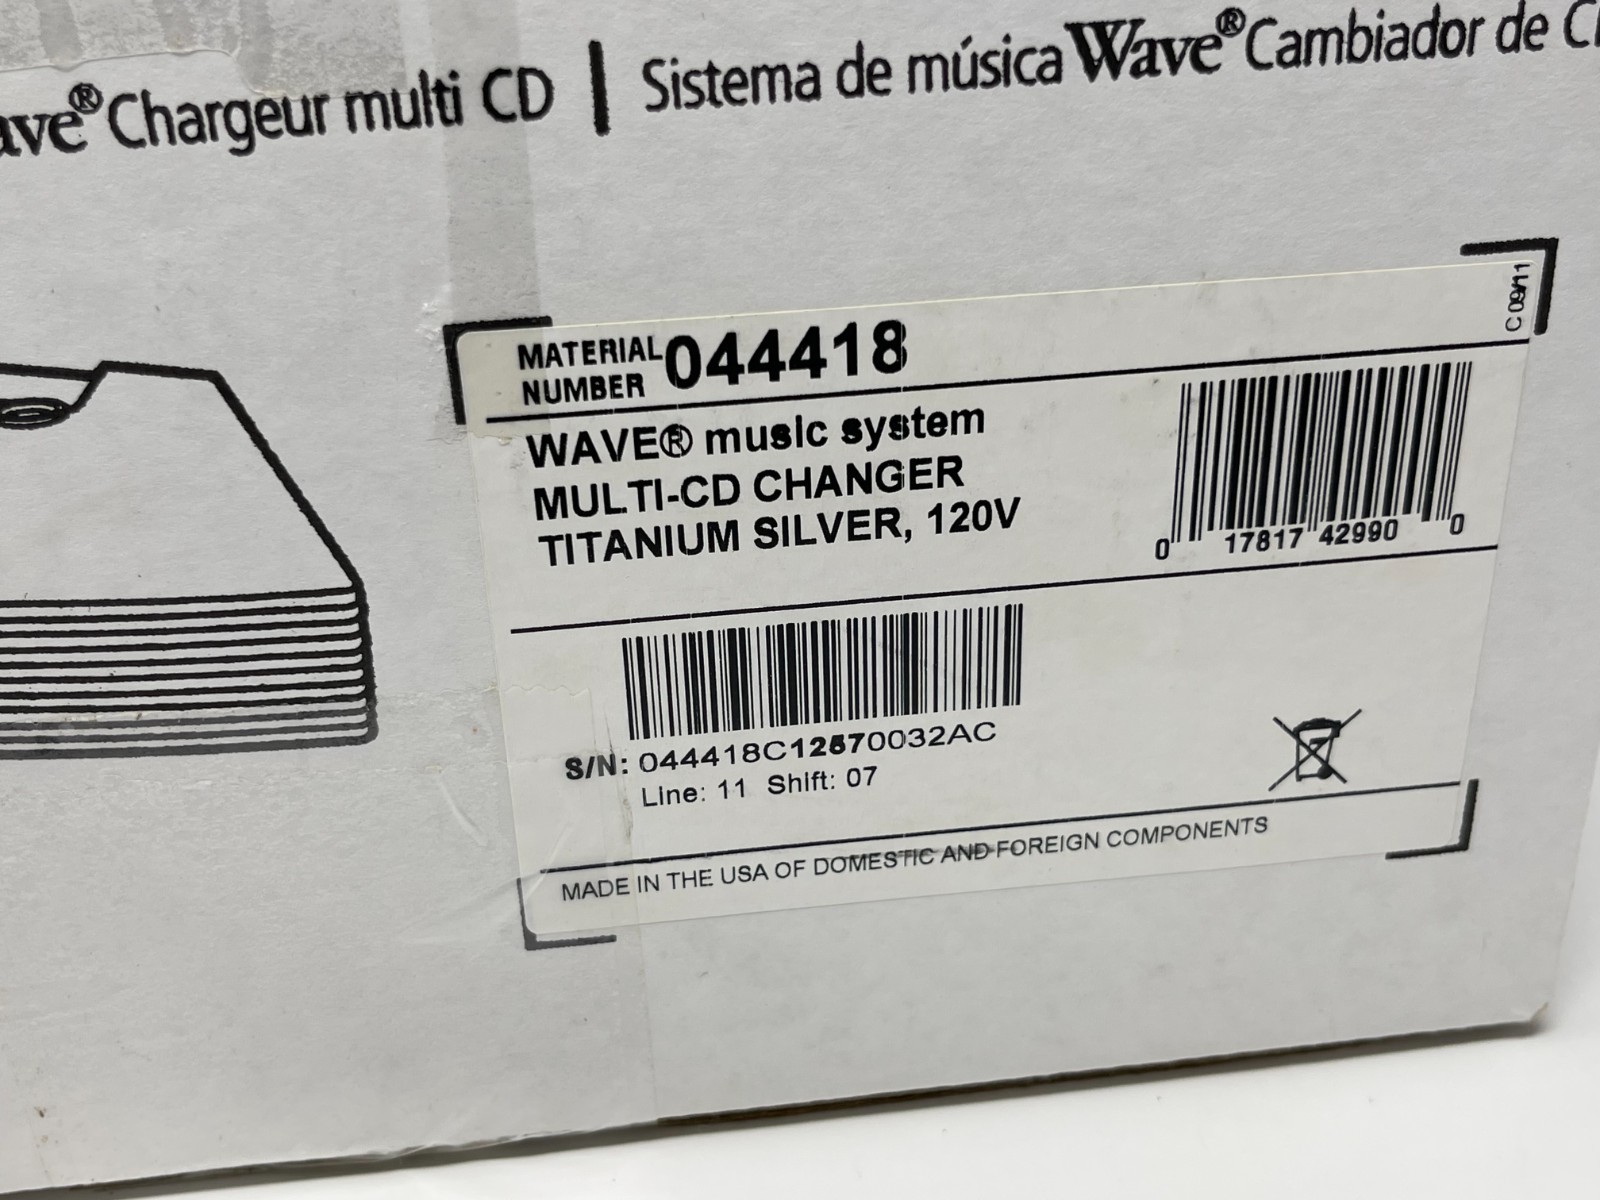 ave® Chargeur multi CD | Sistema de música Wave® Cambiador de C
C 09/11
MATERIAL NUMBER 044418
WAVE® music system
MULTI-CD CHANGER
TITANIUM SILVER, 120V
0 17817 42990 0
S/N: 044418C12670032AC
Line: 11 Shift: 07
MADE IN THE USA OF DOMESTIC AND FOREIGN COMPONENTS